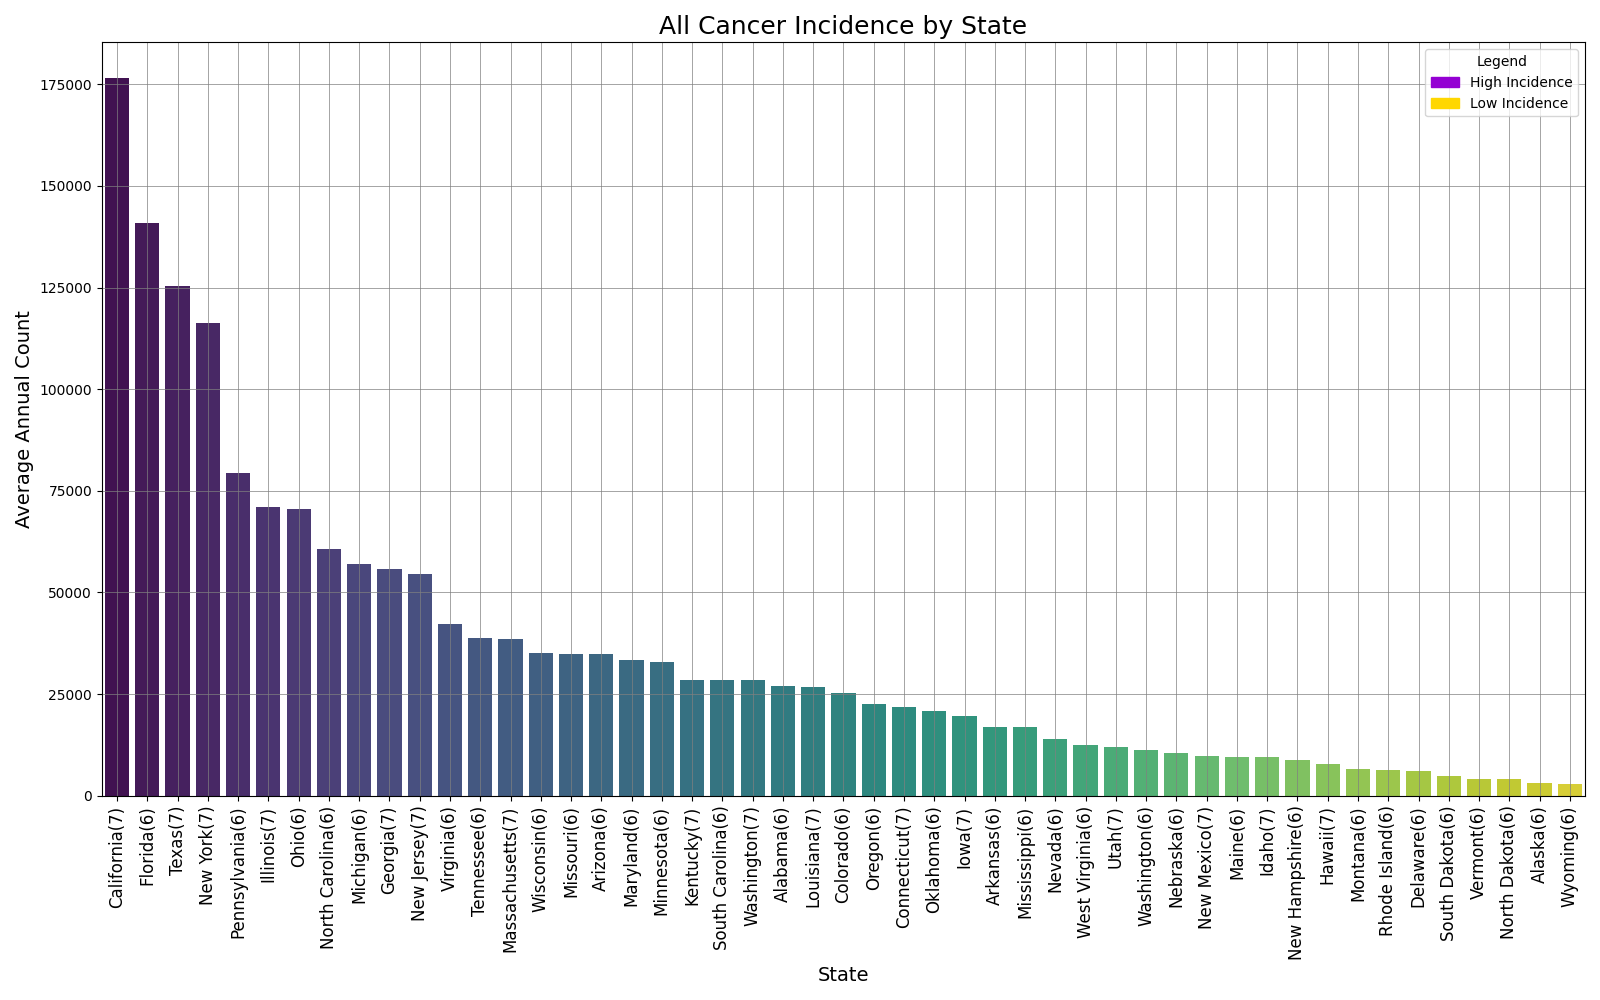 All Cancer Incidence by State
Legend
High Incidence
Low Incidence
Average Annual Count
175000
150000
125000
100000
75000
50000
25000
0
California(7)
Florida(6)
Texas(7)
New York(7)
Pennsylvania(6)
Illinois(7)
Ohio(6)
North Carolina(6)
Michigan(6)
Georgia(7)
New Jersey(7)
Virginia(6)
Tennessee(6)
Massachusetts(7)
Wisconsin(6)
Missouri(6)
Arizona(6)
Maryland(6)
Minnesota(6)
Kentucky(7)
South Carolina(6)
Washington(7)
Alabama(6)
Louisiana(7)
Colorado(6)
Oregon(6)
Connecticut(7)
Oklahoma(6)
Iowa(7)
Arkansas(6)
Mississippi(6)
Nevada(6)
West Virginia(6)
Utah(7)
Washington(6)
Nebraska(6)
New Mexico(7)
Maine(6)
Idaho(7)
New Hampshire(6)
Hawaii(7)
Montana(6)
Rhode Island(6)
Delaware(6)
South Dakota(6)
Vermont(6)
North Dakota(6)
Alaska(6)
Wyoming(6)
State